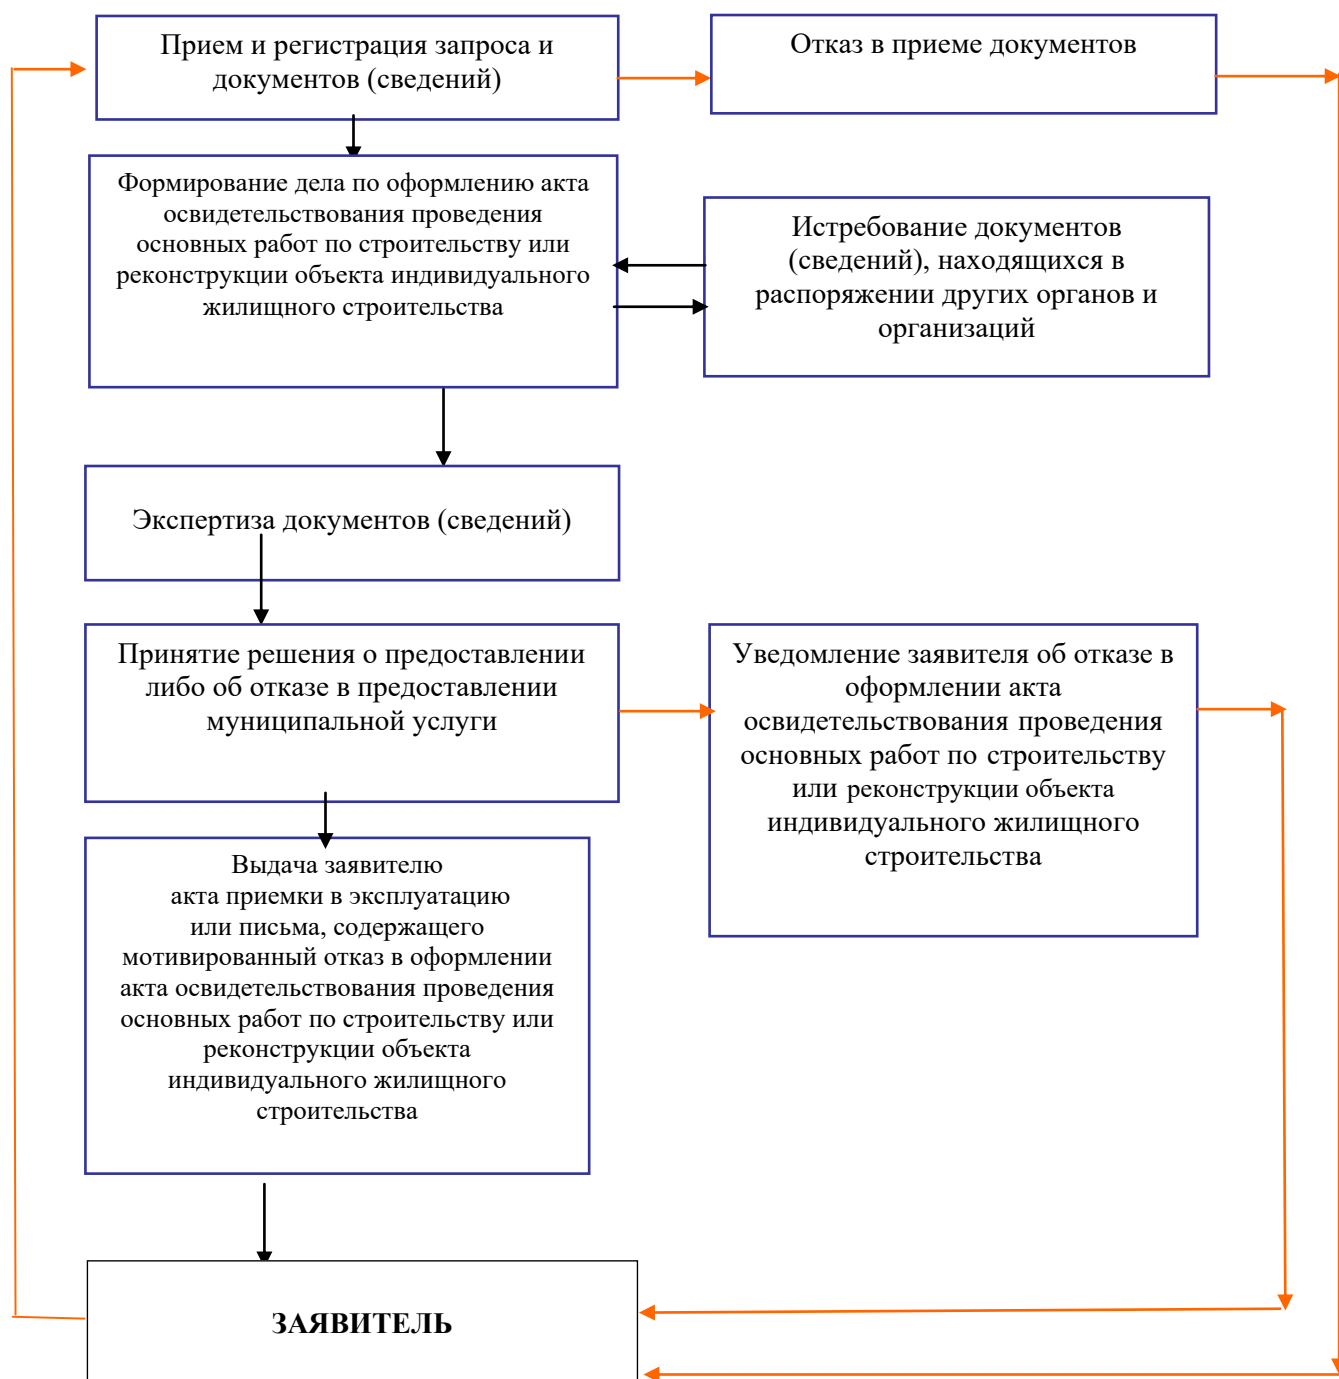 Прием и регистрация запроса и
документов (сведений)
Отказ в приеме документов
Формирование дела по оформлению акта
освидетельствования проведения
основных работ по строительству или
реконструкции объекта индивидуального
жилищного строительства
Истребование документов
(сведений), находящихся в
распоряжении других органов и
организаций
Экспертиза документов (сведений)
Принятие решения о предоставлении
либо об отказе в предоставлении
муниципальной услуги
Уведомление заявителя об отказе в
оформлении акта
освидетельствования проведения
основных работ по строительству
или реконструкции объекта
индивидуального жилищного
строительства
Выдача заявителю
акта приемки в эксплуатацию
или письма, содержащего
мотивированный отказ в оформлении
акта освидетельствования проведения
основных работ по строительству или
реконструкции объекта
индивидуального жилищного
строительства
ЗАЯВИТЕЛЬ